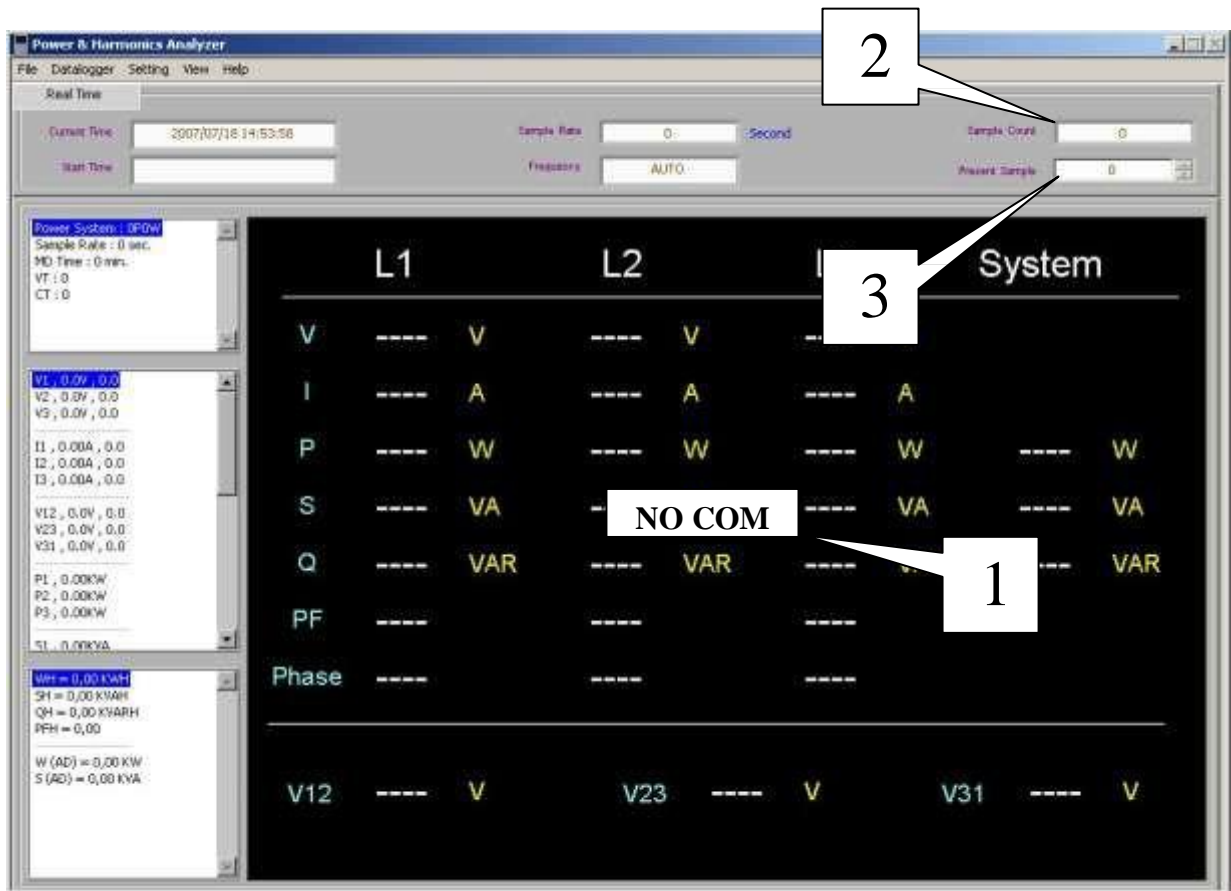 2
Power & Harmonics Analyzer
File Datalogger Setting View Help
Real Time
Current Time 2007/07/18 14:53:58 Sample Rate 0 Second Sample Count 0
Start Time Frequency AUTO Present Sample 0
3
Power System : 0P0W
Sample Rate : 0 sec.
MD Time : 0 min.
VT : 0
CT : 0
L1 L2 L System
V ---- V ---- V ----
I ---- A ---- A ---- A
P ---- W ---- W ---- W ---- W
S ---- VA ---- VA ---- VA
Q ---- VAR ---- VAR ---- ---- VAR
PF ---- ---- ----
Phase ---- ---- ----
NO COM
1
V1 , 0.0V , 0.0
V2 , 0.0V , 0.0
V3 , 0.0V , 0.0
I1 , 0.00A , 0.0
I2 , 0.00A , 0.0
I3 , 0.00A , 0.0
V12 , 0.0V , 0.0
V23 , 0.0V , 0.0
V31 , 0.0V , 0.0
P1 , 0.00KW
P2 , 0.00KW
P3 , 0.00KW
S1 , 0.00KVA
WH = 0,00 KWH
SH = 0,00 KVAH
QH = 0,00 KVARH
PFH = 0,00
W (AD) = 0,00 KW
S (AD) = 0,00 KVA
V12 ---- V V23 ---- V V31 ---- V